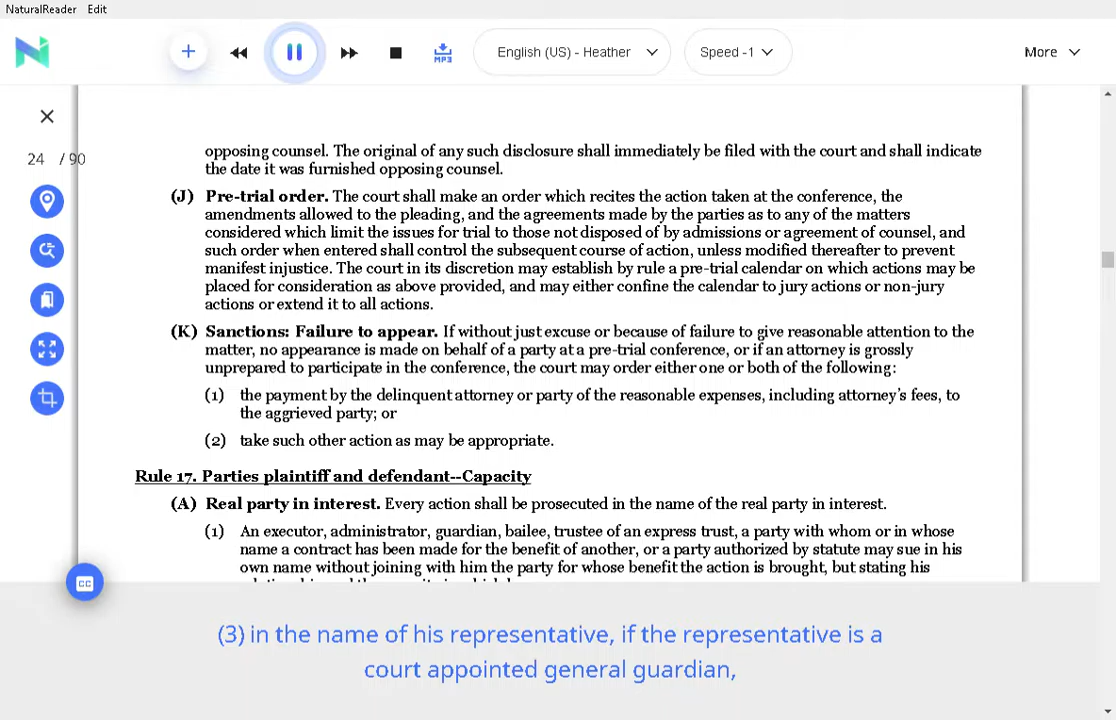 NaturalReader Edit
MP3
English (US) - Heather
Speed -1
More
24 / 90
opposing counsel. The original of any such disclosure shall immediately be filed with the court and shall indicate
the date it was furnished opposing counsel.
(J) Pre-trial order. The court shall make an order which recites the action taken at the conference, the
amendments allowed to the pleading, and the agreements made by the parties as to any of the matters
considered which limit the issues for trial to those not disposed of by admissions or agreement of counsel, and
such order when entered shall control the subsequent course of action, unless modified thereafter to prevent
manifest injustice. The court in its discretion may establish by rule a pre-trial calendar on which actions may be
placed for consideration as above provided, and may either confine the calendar to jury actions or non-jury
actions or extend it to all actions.
(K) Sanctions: Failure to appear. If without just excuse or because of failure to give reasonable attention to the
matter, no appearance is made on behalf of a party at a pre-trial conference, or if an attorney is grossly
unprepared to participate in the conference, the court may order either one or both of the following:
(1) the payment by the delinquent attorney or party of the reasonable expenses, including attorney's fees, to
the aggrieved party; or
(2) take such other action as may be appropriate.
Rule 17. Parties plaintiff and defendant--Capacity
(A) Real party in interest. Every action shall be prosecuted in the name of the real party in interest.
(1) An executor, administrator, guardian, bailee, trustee of an express trust, a party with whom or in whose
name a contract has been made for the benefit of another, or a party authorized by statute may sue in his
own name without joining with him the party for whose benefit the action is brought, but stating his
CC
(3) in the name of his representative, if the representative is a
court appointed general guardian,